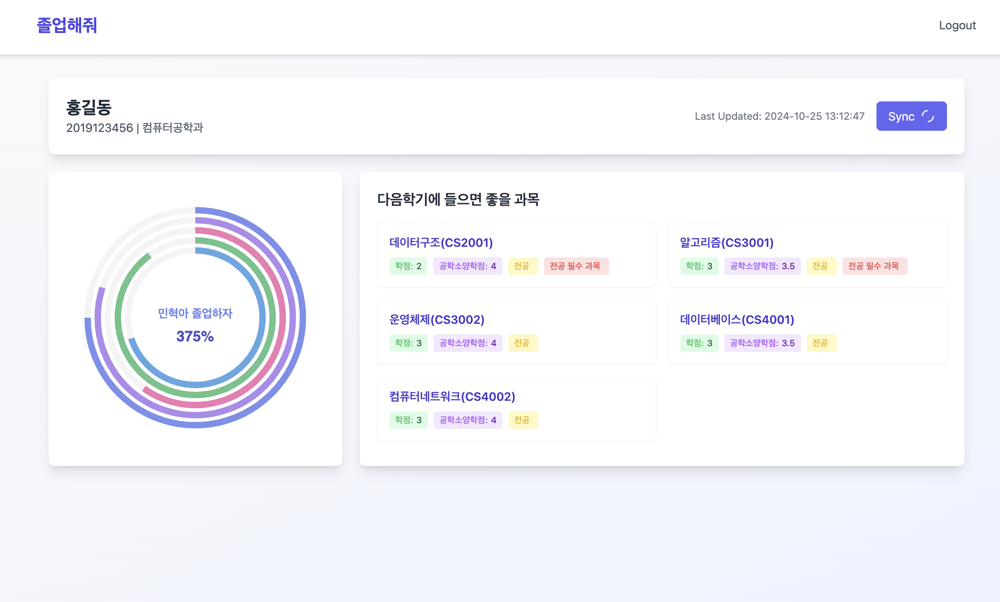 졸업해줘
Logout
홍길동
2019123456 | 컴퓨터공학과
Last Updated: 2024-10-25 13:12:47
Sync
민혁아 졸업하자
375%
다음학기에 들으면 좋을 과목
데이터구조(CS2001)
학점: 2 공학소양학점: 4 전공 전공 필수 과목
알고리즘(CS3001)
학점: 3 공학소양학점: 3.5 전공 전공 필수 과목
운영체제(CS3002)
학점: 3 공학소양학점: 4 전공
데이터베이스(CS4001)
학점: 3 공학소양학점: 3.5 전공
컴퓨터네트워크(CS4002)
학점: 3 공학소양학점: 4 전공